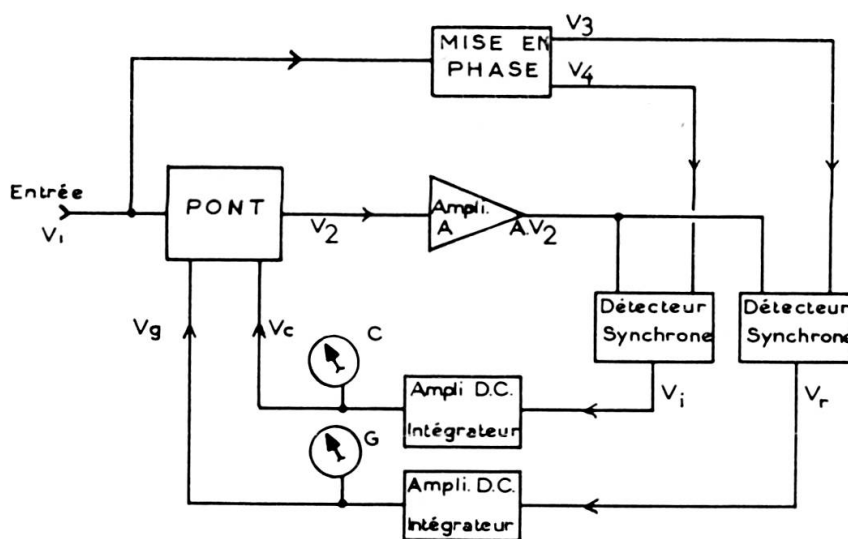 V3
MISE EN
PHASE
V4
Entrée
V1
PONT
V2
Ampli.
A
A.V2
Détecteur
Synchrone
Détecteur
Synchrone
Vg
Vc
C
Ampli D.C.
Intégrateur
Vi
Vr
G
Ampli. D.C.
Intégrateur